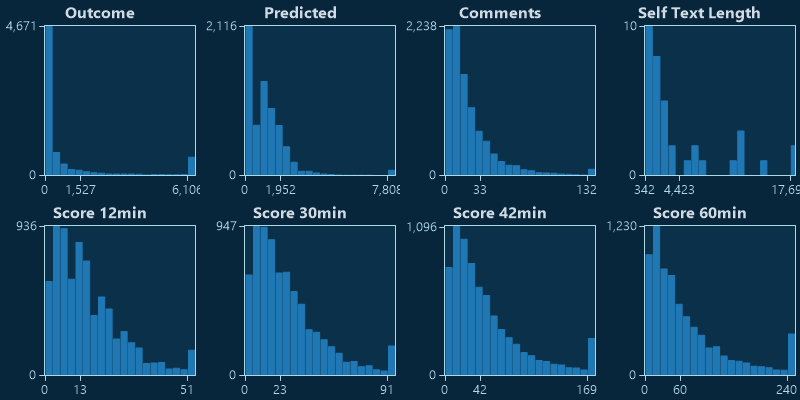 Outcome
4,671
0
0 1,527 6,106
Predicted
2,116
0
0 1,952 7,808
Comments
2,238
0
0 33 132
Self Text Length
10
0
342 4,423 17,69
Score 12min
936
0
0 13 51
Score 30min
947
0
0 23 91
Score 42min
1,096
0
0 42 169
Score 60min
1,230
0
0 60 240